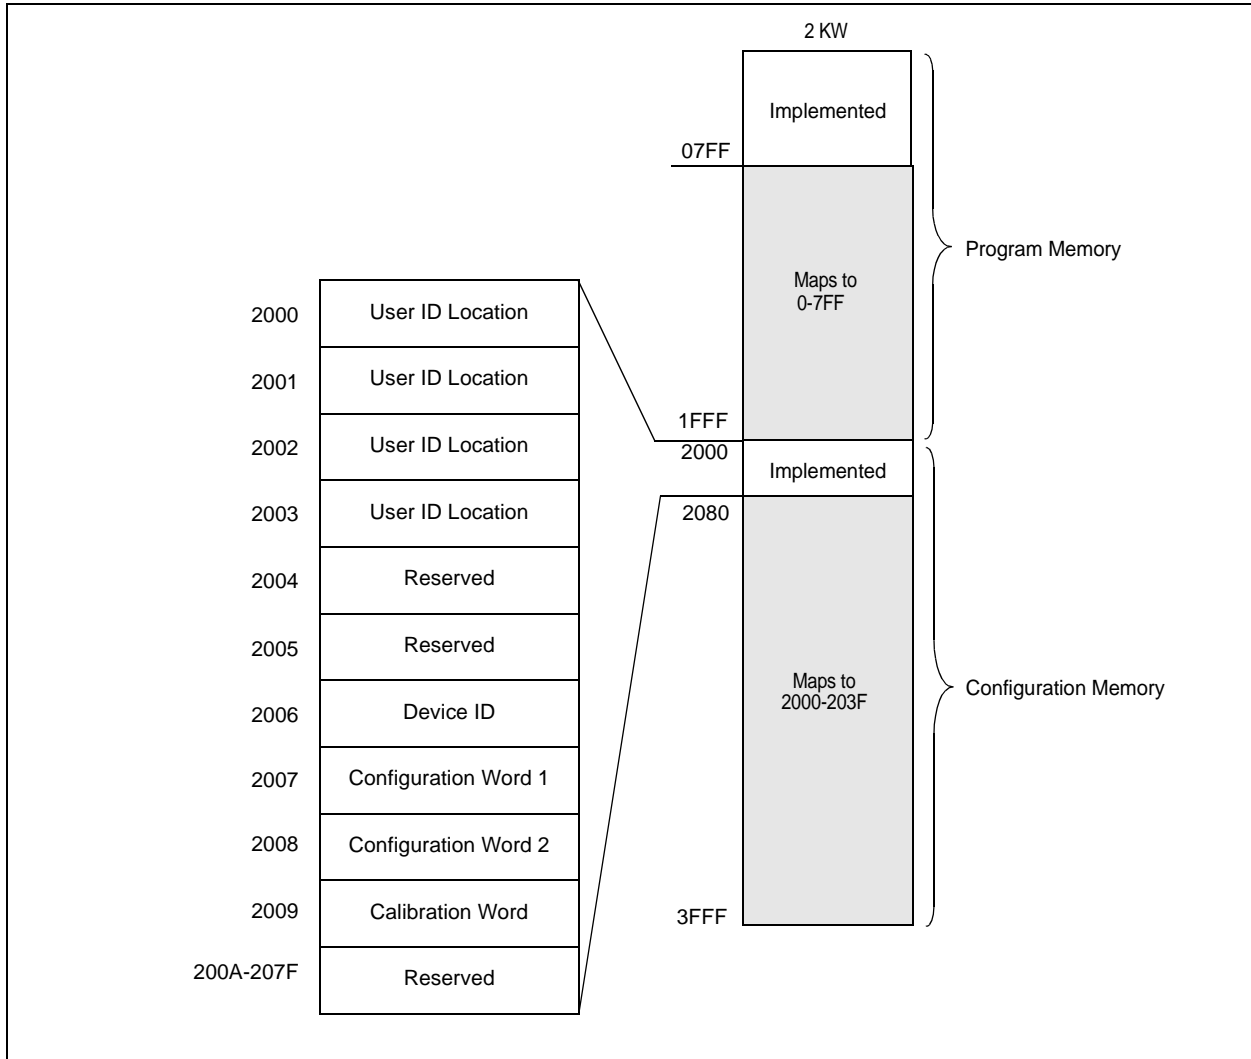 2 KW
Implemented
07FF
Maps to
0-7FF
Program Memory
1FFF
2000
Implemented
2080
Maps to
2000-203F
Configuration Memory
3FFF
2000
User ID Location
2001
User ID Location
2002
User ID Location
2003
User ID Location
2004
Reserved
2005
Reserved
2006
Device ID
2007
Configuration Word 1
2008
Configuration Word 2
2009
Calibration Word
200A-207F
Reserved